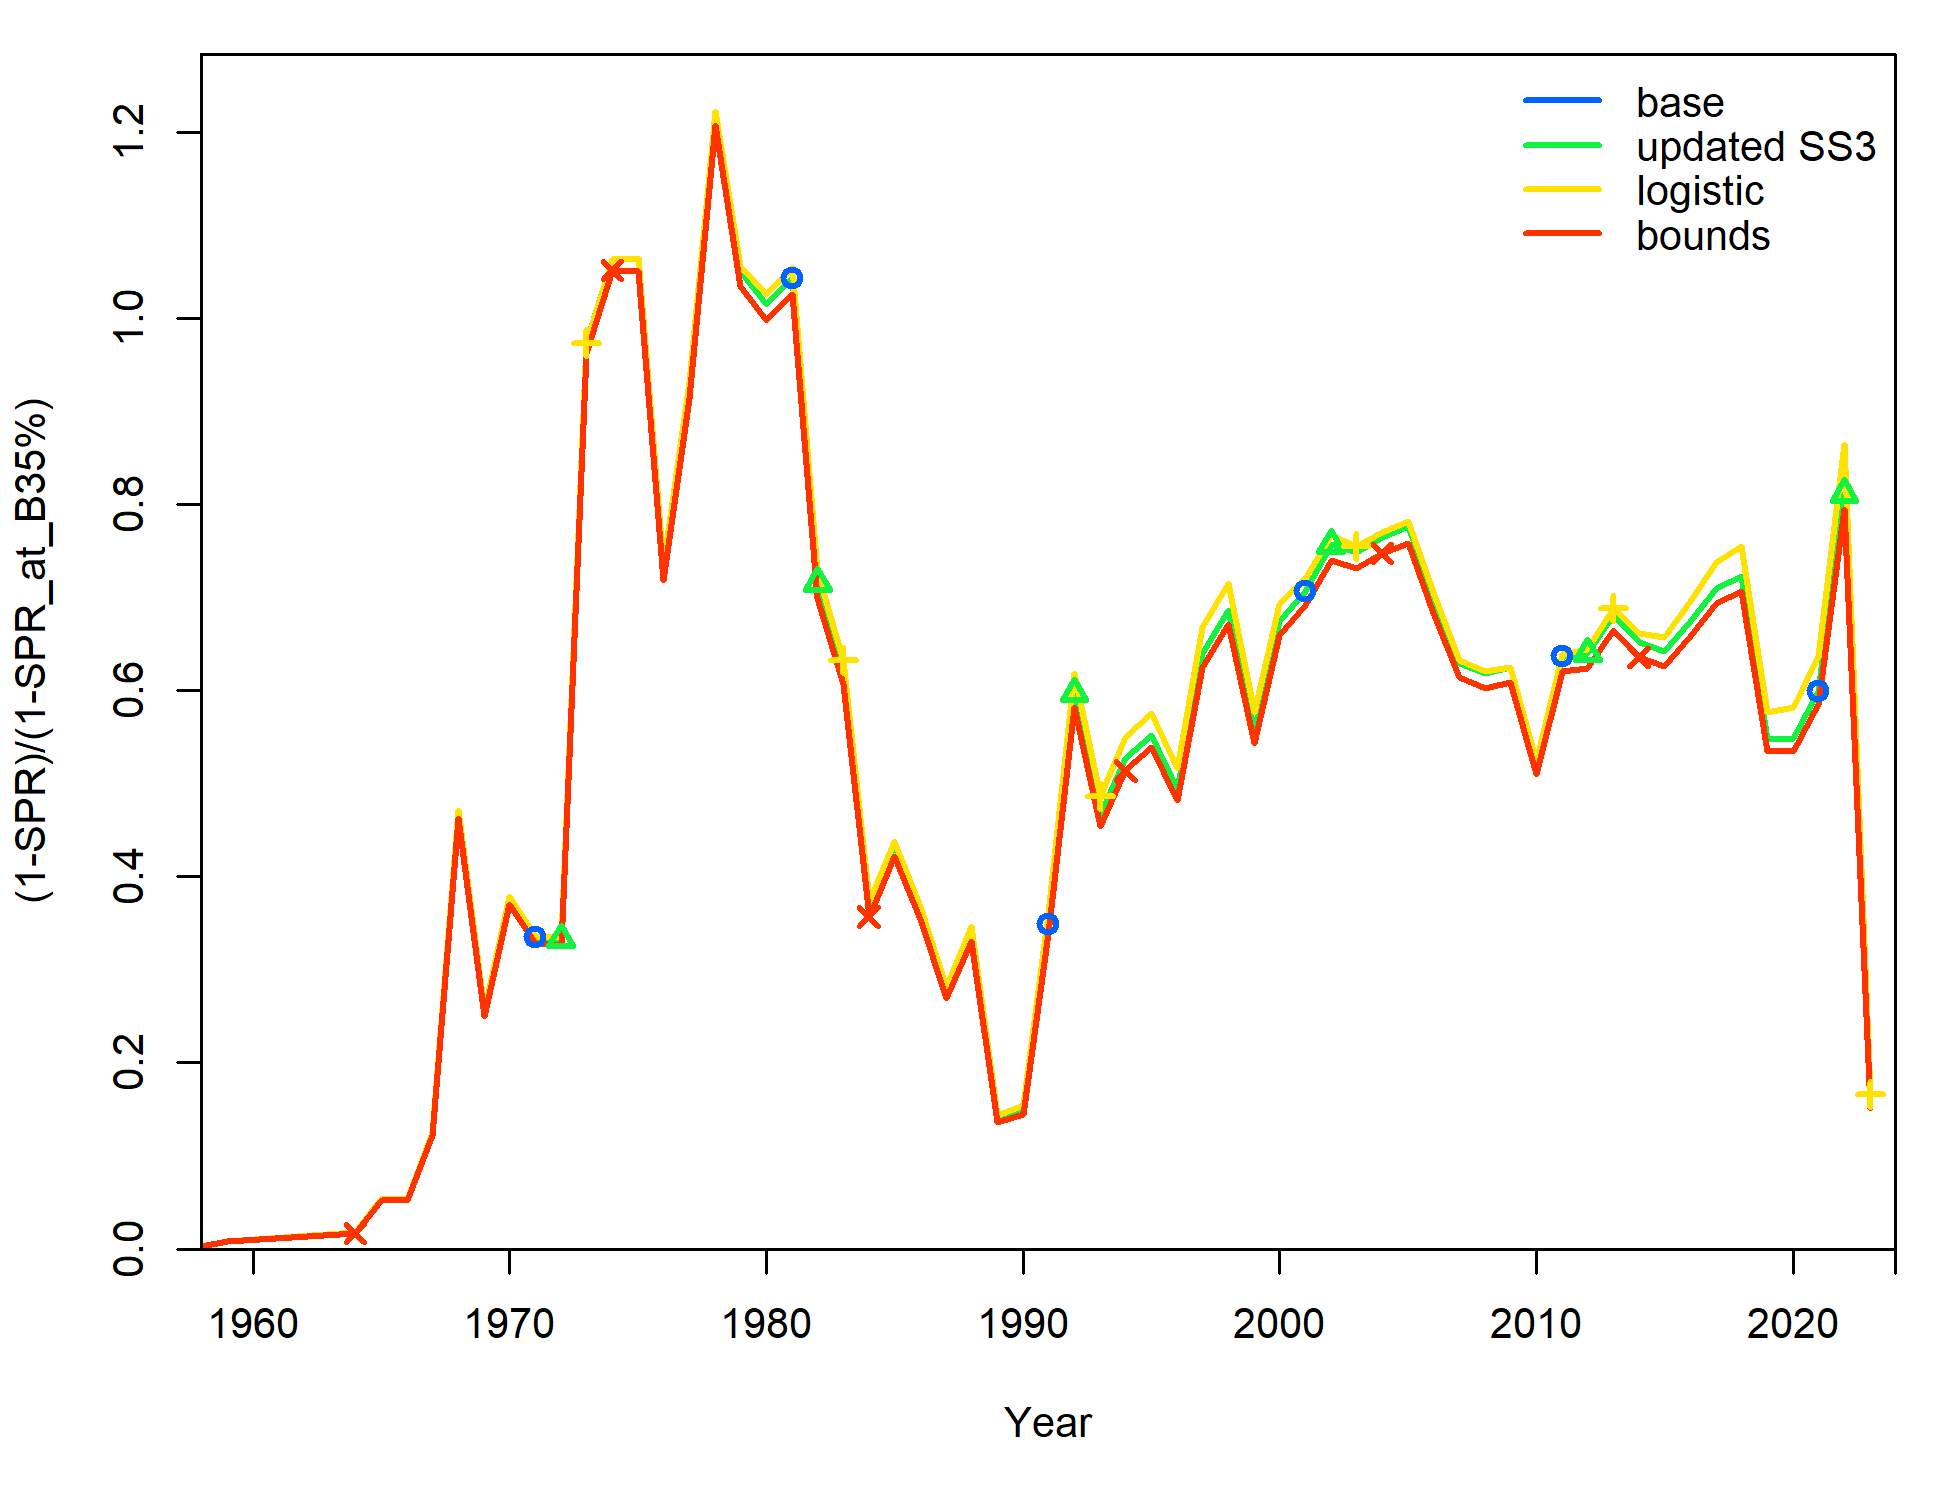 base
updated SS3
logistic
bounds
(1-SPR)/(1-SPR_at_B35%)
1.2
1.0
0.8
0.6
0.4
0.2
0.0
1960 1970 1980 1990 2000 2010 2020
Year